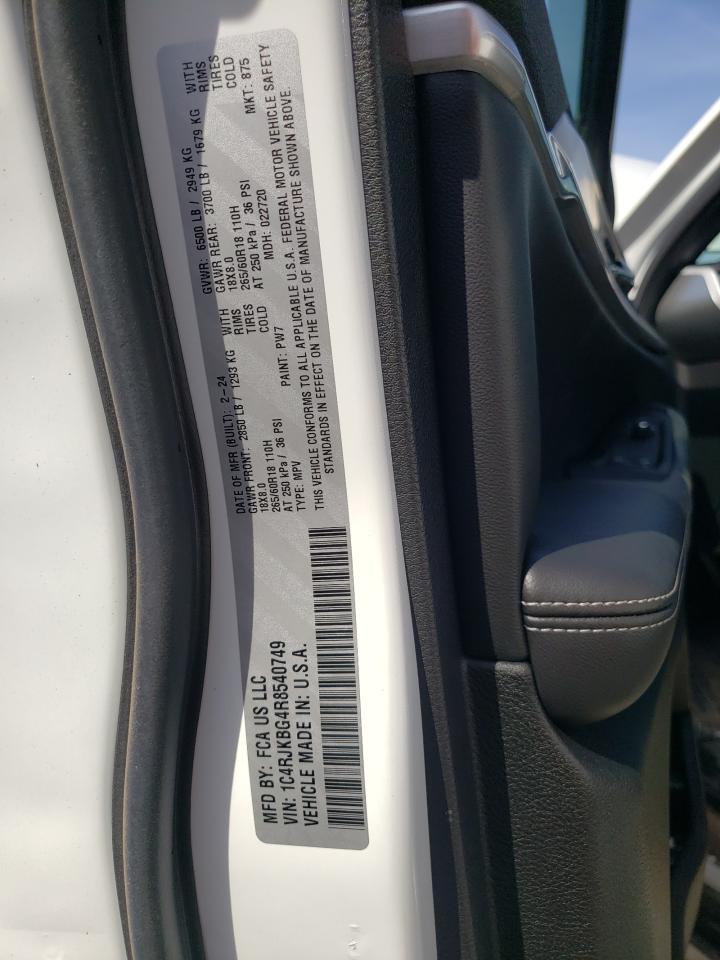 MFD BY: FCA US LLC
VIN: 1C4RJKBG4R8540749
VEHICLE MADE IN: U.S.A.
DATE OF MFR (BUILT): 2-24
GVWR: 6500 LB / 2949 KG
GAWR FRONT: 2850 LB / 1293 KG WITH
18X8.0 RIMS
265/60R18 110H TIRES
AT 250 kPa / 36 PSI COLD
GAWR REAR: 3700 LB / 1679 KG WITH
18X8.0 RIMS
265/60R18 110H TIRES
AT 250 kPa / 36 PSI COLD
TYPE: MPV PAINT: PW7 MDH: 022720 MKT: 875
THIS VEHICLE CONFORMS TO ALL APPLICABLE U.S.A. FEDERAL MOTOR VEHICLE SAFETY
STANDARDS IN EFFECT ON THE DATE OF MANUFACTURE SHOWN ABOVE.